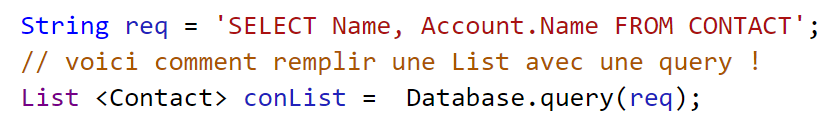 String req = 'SELECT Name, Account.Name FROM CONTACT';
// voici comment remplir une List avec une query !
List <Contact> conList =  Database.query(req);